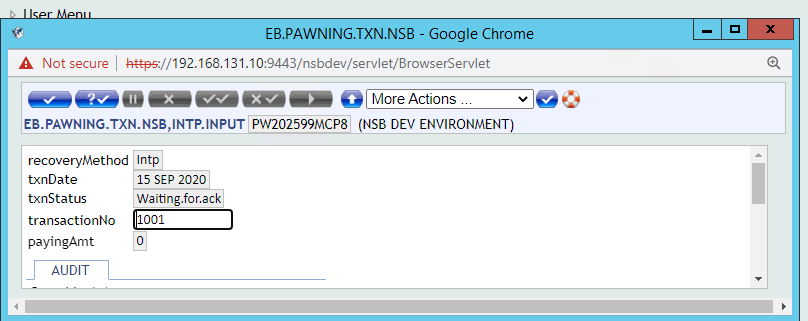 User Menu
EB.PAWNING.TXN.NSB - Google Chrome
Not secure https://192.168.131.10:9443/nsbdev/servlet/BrowserServlet
More Actions ...
EB.PAWNING.TXN.NSB,INTP.INPUT PW202599MCP8 (NSB DEV ENVIRONMENT)
recoveryMethod Intp
txnDate 15 SEP 2020
txnStatus Waiting.for.ack
transactionNo 1001
payingAmt 0
AUDIT